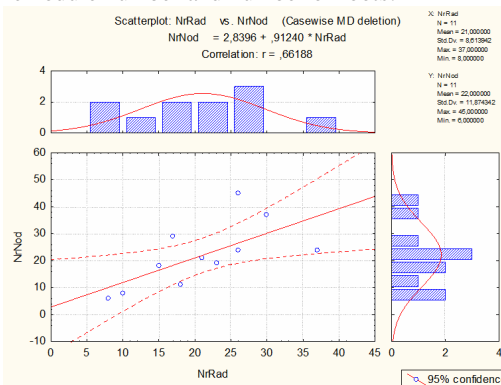 Scatterplot: NrRad vs. NrNod (Casewise MD deletion)
NrNod = 2,8396 + ,91240 * NrRad
Correlation: r = ,66188
X: NrRad
N = 11
Mean = 21,000000
Std.Dv. = 8,613942
Max = 37,000000
Min. = 8,000000
Y: NrNod
N = 11
Mean = 22,000000
Std.Dv. = 11,874342
Max = 45,000000
Min. = 6,000000
4
2
0
60
50
40
30
20
10
0
-10
NrNod
0 5 10 15 20 25 30 35 40 45
NrRad
0 2 4
95% confidenc